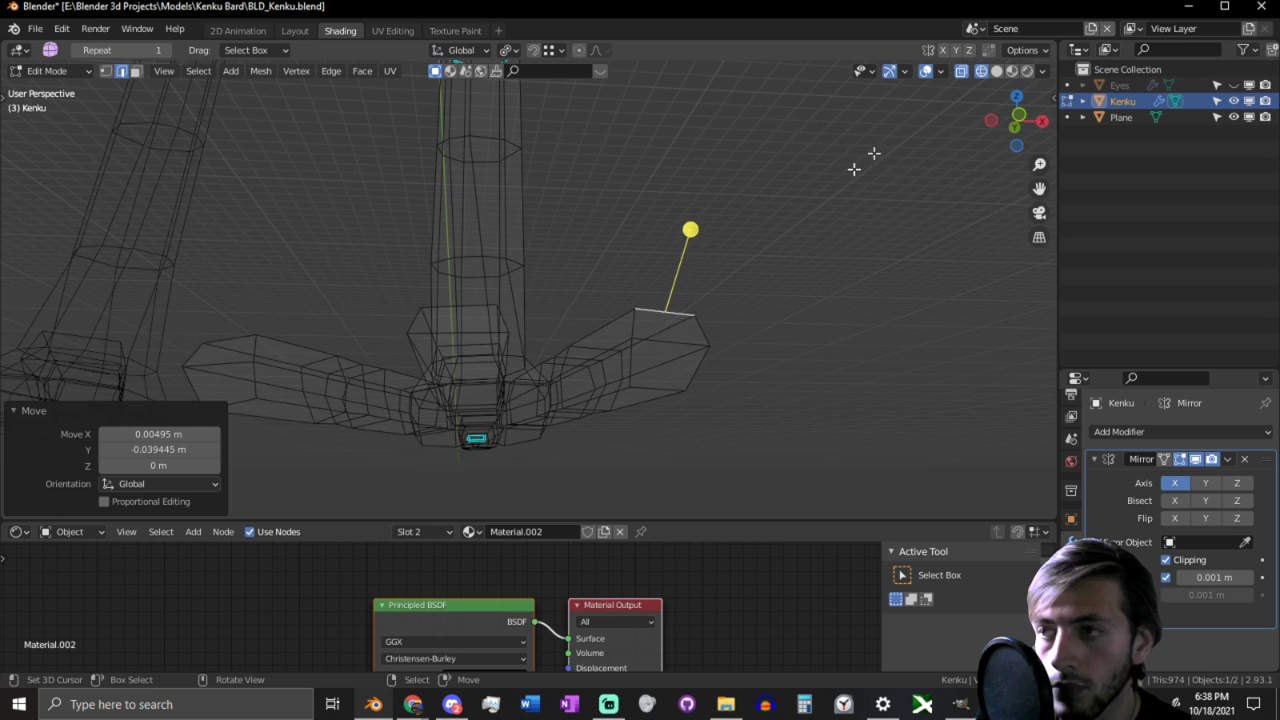 Blender* [E:\Blender 3d Projects\Models\Kenku Bard\BLD_Kenku.blend]
File Edit Render Window Help 2D Animation Layout Shading UV Editing Texture Paint + Scene View Layer
Repeat 1 Drag: Select Box Global X Y Z Options
Edit Mode View Select Add Mesh Vertex Edge Face UV
Scene Collection
Eyes
User Perspective
(3) Kenku
Kenku
Plane
Z
X
Y
Kenku Mirror
Move
Add Modifier
Move X 0.00495 m
Y -0.039445 m
Z 0 m
Mirror
Orientation Global
Axis X Y Z
Proportional Editing
Bisect X Y Z
Flip X Y Z
Object View Select Add Node Use Nodes Slot 2 Material.002
Mirror Object
Clipping
0.001 m
0.001 m
Active Tool
Select Box
Principled BSDF
BSDF
GGX
Christensen-Burley
Material Output
All
Surface
Volume
Displacement
Material.002
Set 3D Cursor Box Select Rotate View Select Move
Tris:974 | Objects:1/2 | 2.93.1
Type here to search
6:38 PM
10/18/2021